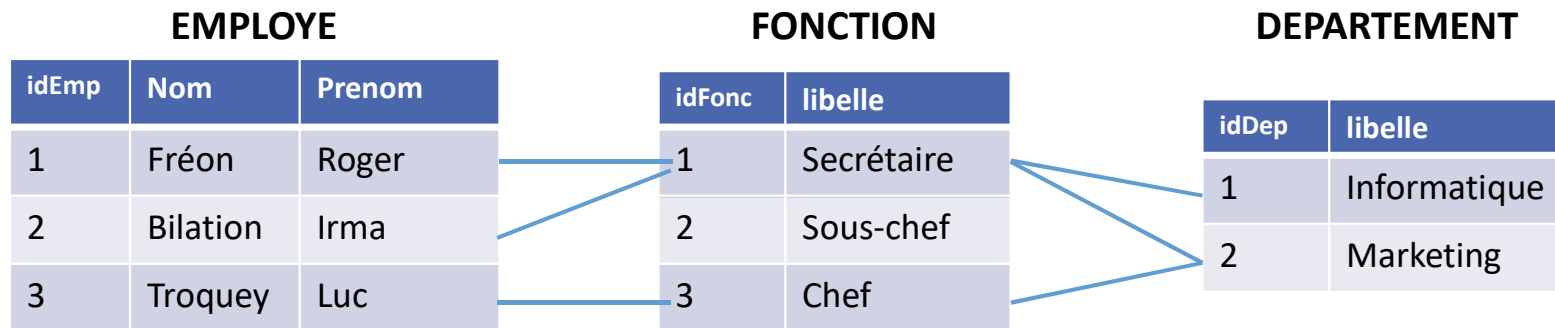 EMPLOYE
idEmp Nom Prenom
1 Fréon Roger
2 Bilation Irma
3 Troquey Luc
FONCTION
idFonc libelle
1 Secrétaire
2 Sous-chef
3 Chef
DEPARTEMENT
idDep libelle
1 Informatique
2 Marketing